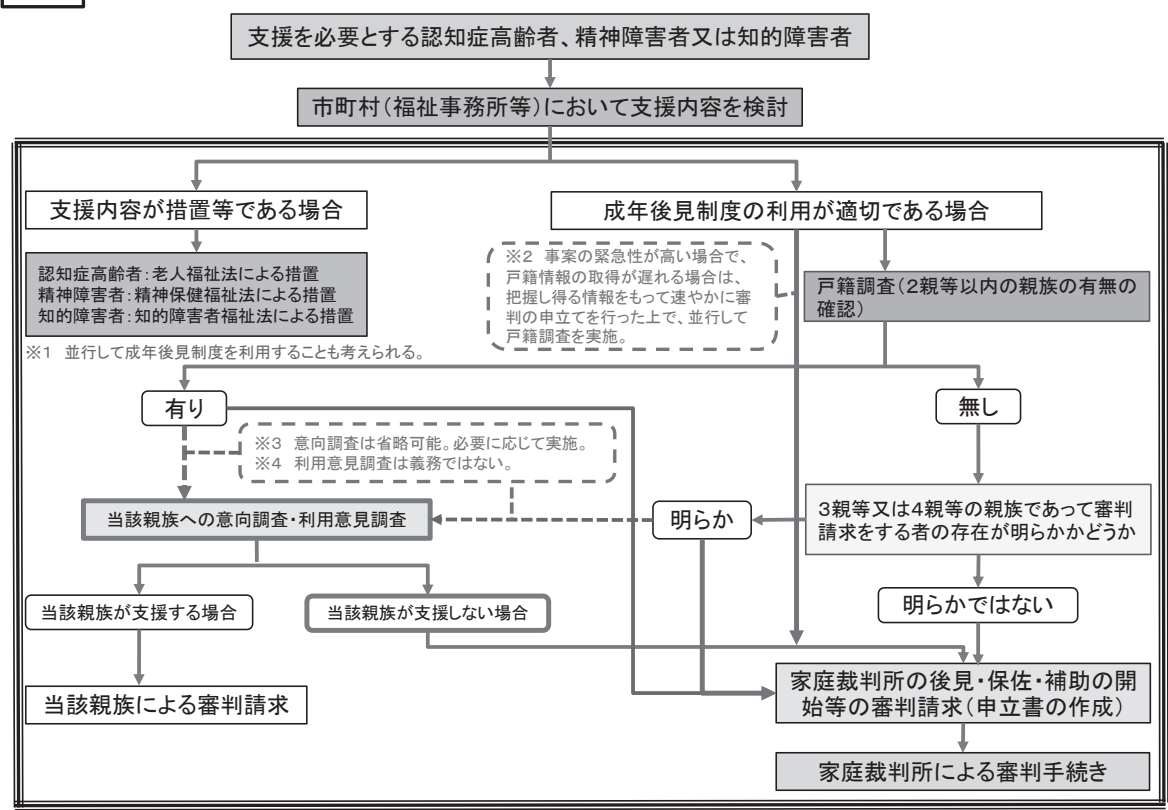 支援を必要とする認知症高齢者、精神障害者又は知的障害者
市町村（福祉事務所等）において支援内容を検討
支援内容が措置等である場合
成年後見制度の利用が適切である場合
認知症高齢者：老人福祉法による措置
精神障害者：精神保健福祉法による措置
知的障害者：知的障害者福祉法による措置
※1 並行して成年後見制度を利用することも考えられる。
※2 事案の緊急性が高い場合で、
戸籍情報の取得が遅れる場合は、
把握し得る情報をもって速やかに審
判の申立てを行った上で、並行して
戸籍調査を実施。
戸籍調査（2親等以内の親族の有無の
確認）
有り
無し
※3 意向調査は省略可能。必要に応じて実施。
※4 利用意見調査は義務ではない。
当該親族への意向調査・利用意見調査
明らか
3親等又は4親等の親族であって審判
請求をする者の存在が明らかかどうか
当該親族が支援する場合
当該親族が支援しない場合
明らかではない
当該親族による審判請求
家庭裁判所の後見・保佐・補助の開
始等の審判請求（申立書の作成）
家庭裁判所による審判手続き